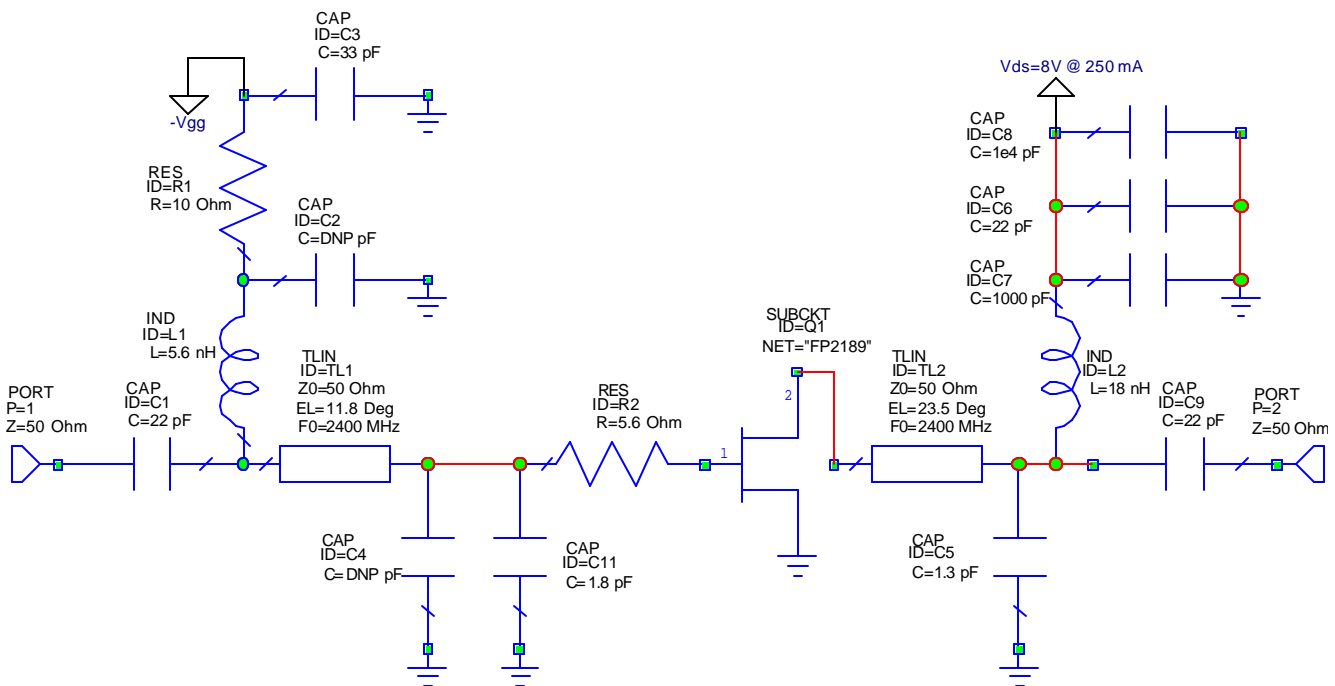 CAP
ID=C3
C=33 pF
-Vgg
RES
ID=R1
R=10 Ohm
CAP
ID=C2
C=DNP pF
IND
ID=L1
L=5.6 nH
PORT
P=1
Z=50 Ohm
CAP
ID=C1
C=22 pF
TLIN
ID=TL1
Z0=50 Ohm
EL=11.8 Deg
F0=2400 MHz
CAP
ID=C4
C=DNP pF
CAP
ID=C11
C=1.8 pF
RES
ID=R2
R=5.6 Ohm
SUBCKT
ID=Q1
NET="FP2189"
1
2
TLIN
ID=TL2
Z0=50 Ohm
EL=23.5 Deg
F0=2400 MHz
CAP
ID=C5
C=1.3 pF
Vds=8V @ 250 mA
CAP
ID=C8
C=1e4 pF
CAP
ID=C6
C=22 pF
CAP
ID=C7
C=1000 pF
IND
ID=L2
L=18 nH
CAP
ID=C9
C=22 pF
PORT
P=2
Z=50 Ohm